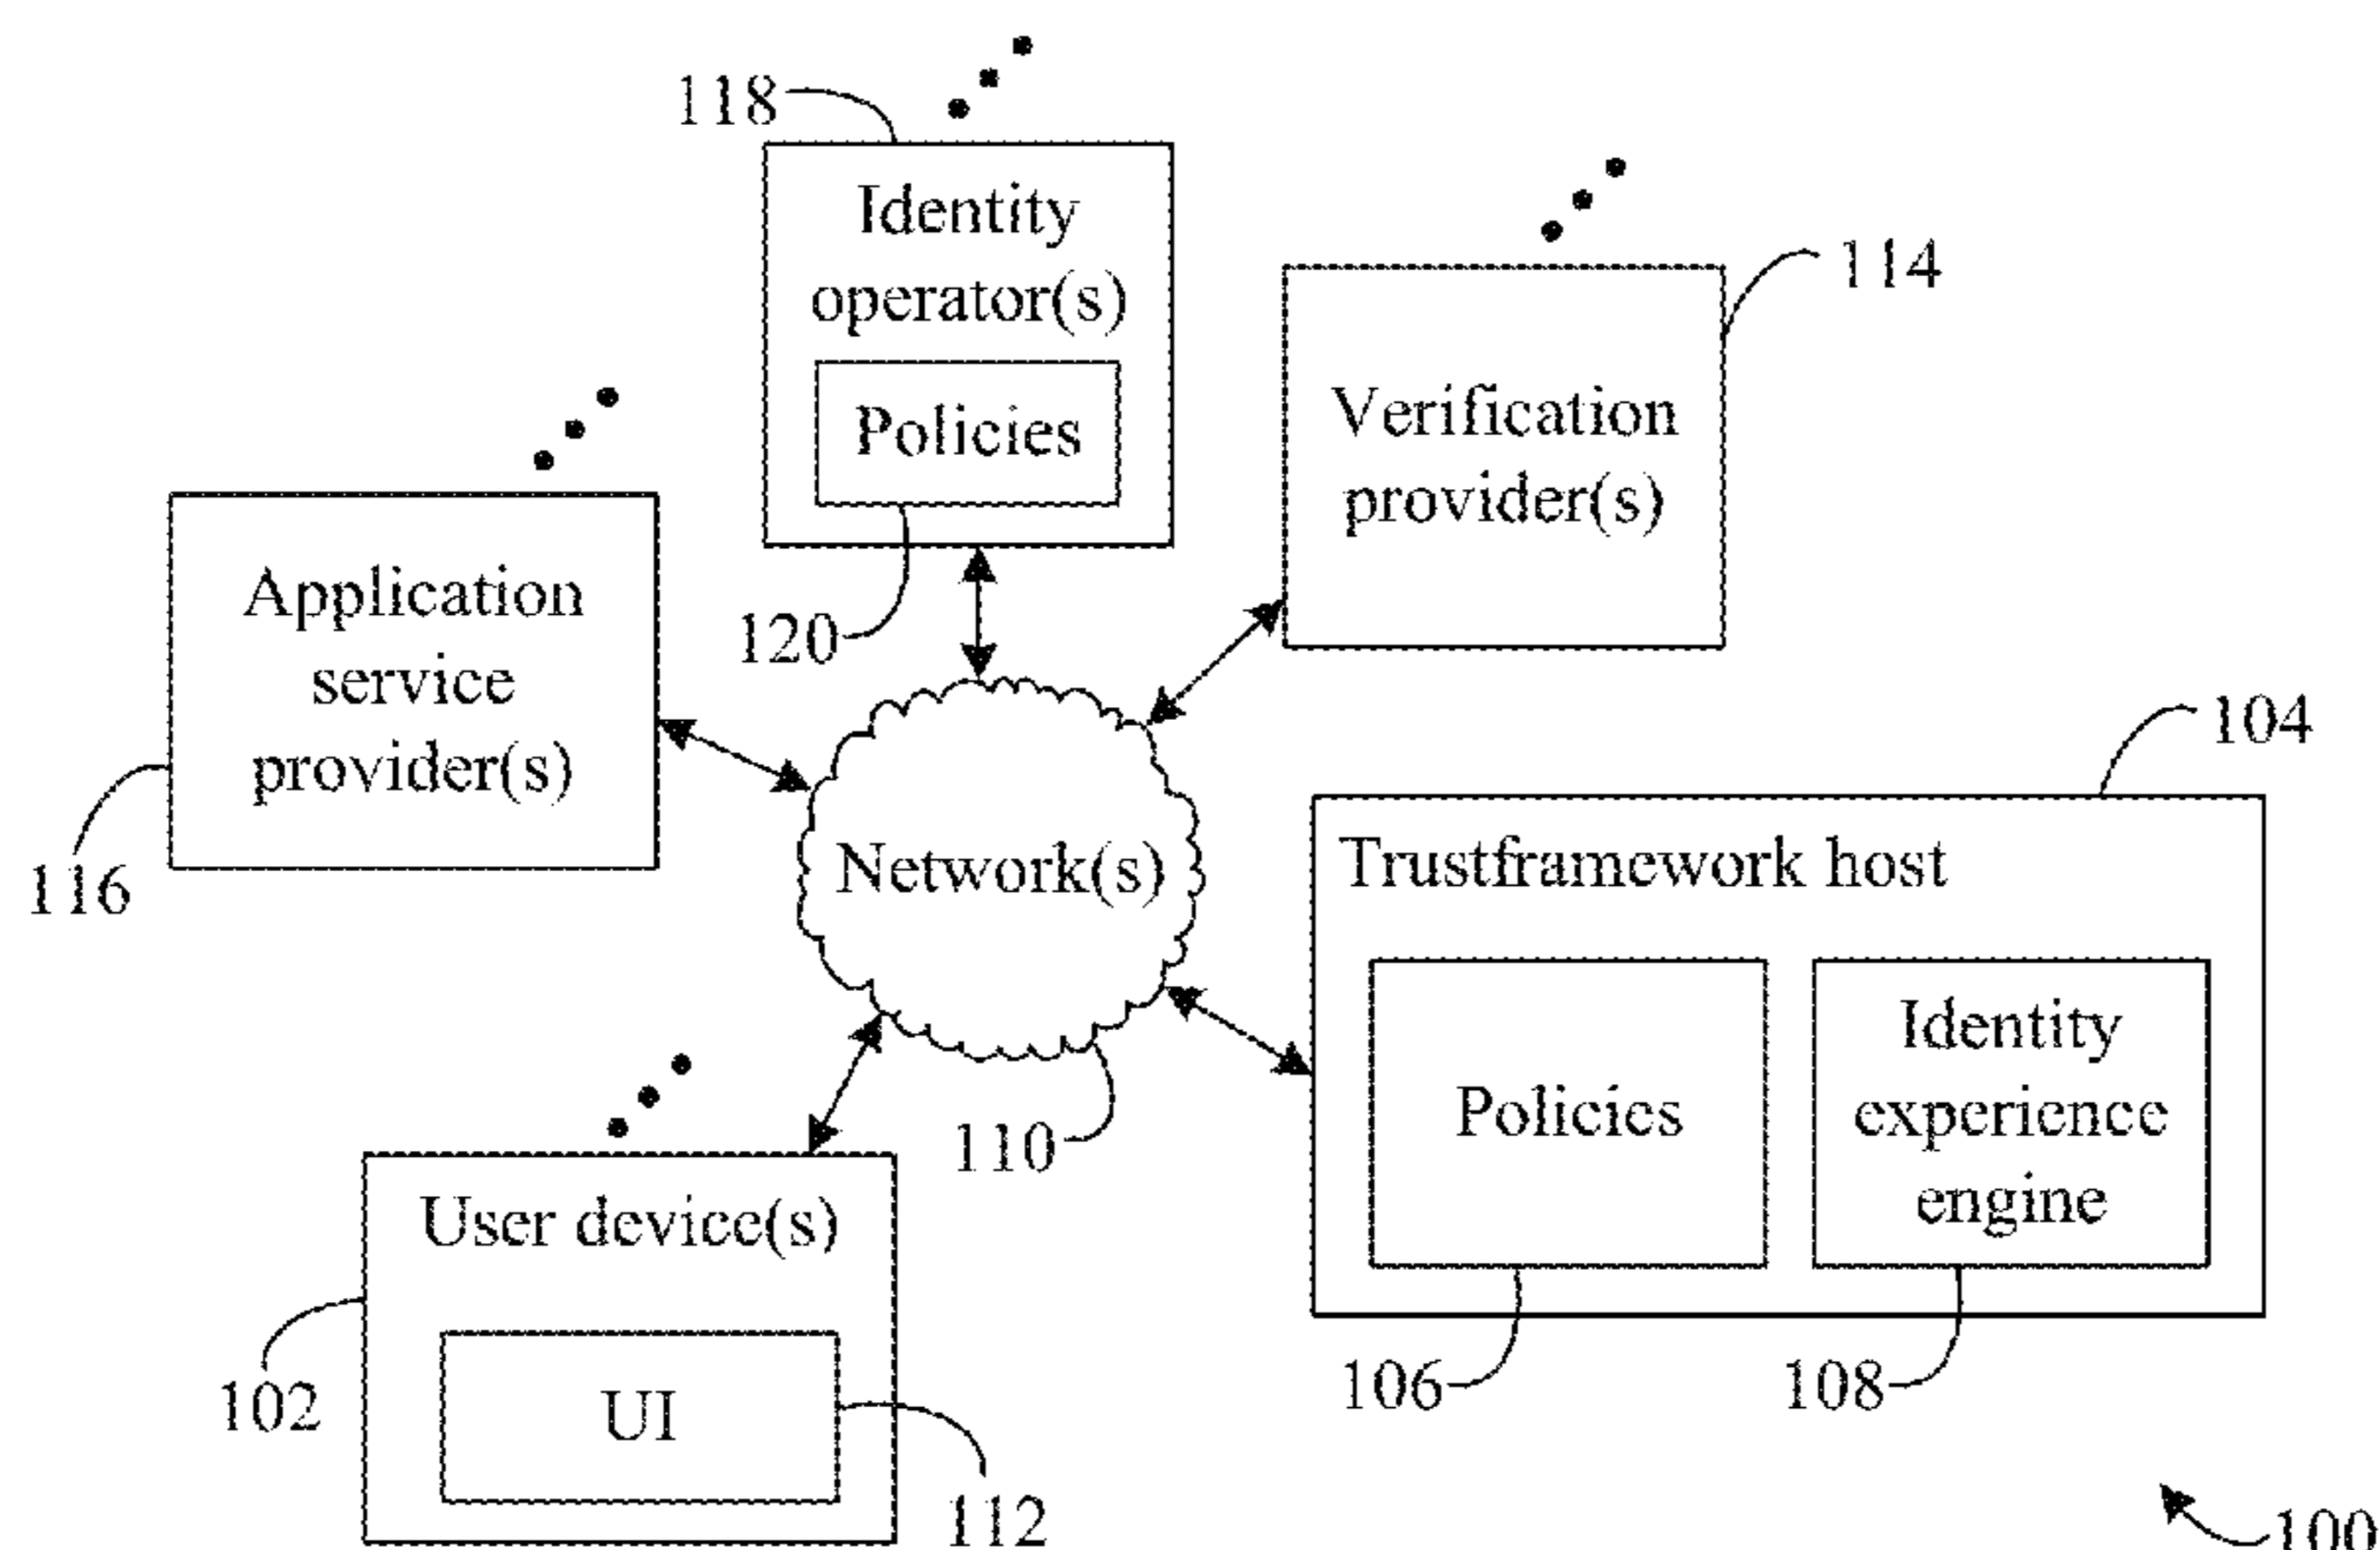 118
Identity
operator(s)
Policies
120
114
Verification
provider(s)
Application
service
provider(s)
116
Network(s)
110
104
Trustframework host
Policies
Identity
experience
engine
106
108
User device(s)
UI
102
112
100